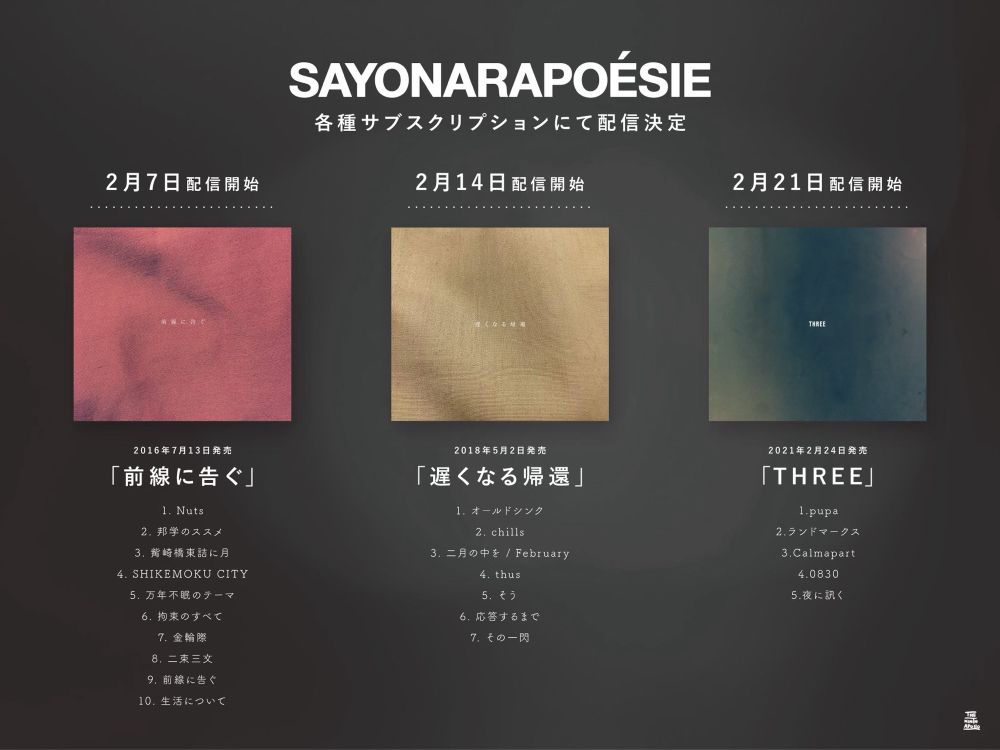 SAYONARAPOÉSIE
各種サブスクリプションにて配信決定
2月7日配信開始
前線に告ぐ
2016年7月13日発売
「前線に告ぐ」
1. Nuts
2. 邦学のススメ
3. 觜崎橋東詰に月
4. SHIKEMOKU CITY
5. 万年不眠のテーマ
6. 拘束のすべて
7. 金輪際
8. 二束三文
9. 前線に告ぐ
10. 生活について
2月14日配信開始
遅くなる帰還
2018年5月2日発売
「遅くなる帰還」
1. オールドシンク
2. chills
3. 二月の中を / February
4. thus
5. そう
6. 応答するまで
7. その一閃
2月21日配信開始
THREE
2021年2月24日発売
「THREE」
1.pupa
2.ランドマークス
3.Calmapart
4.0830
5.夜に訊く
THE
NINTH
APOLLO